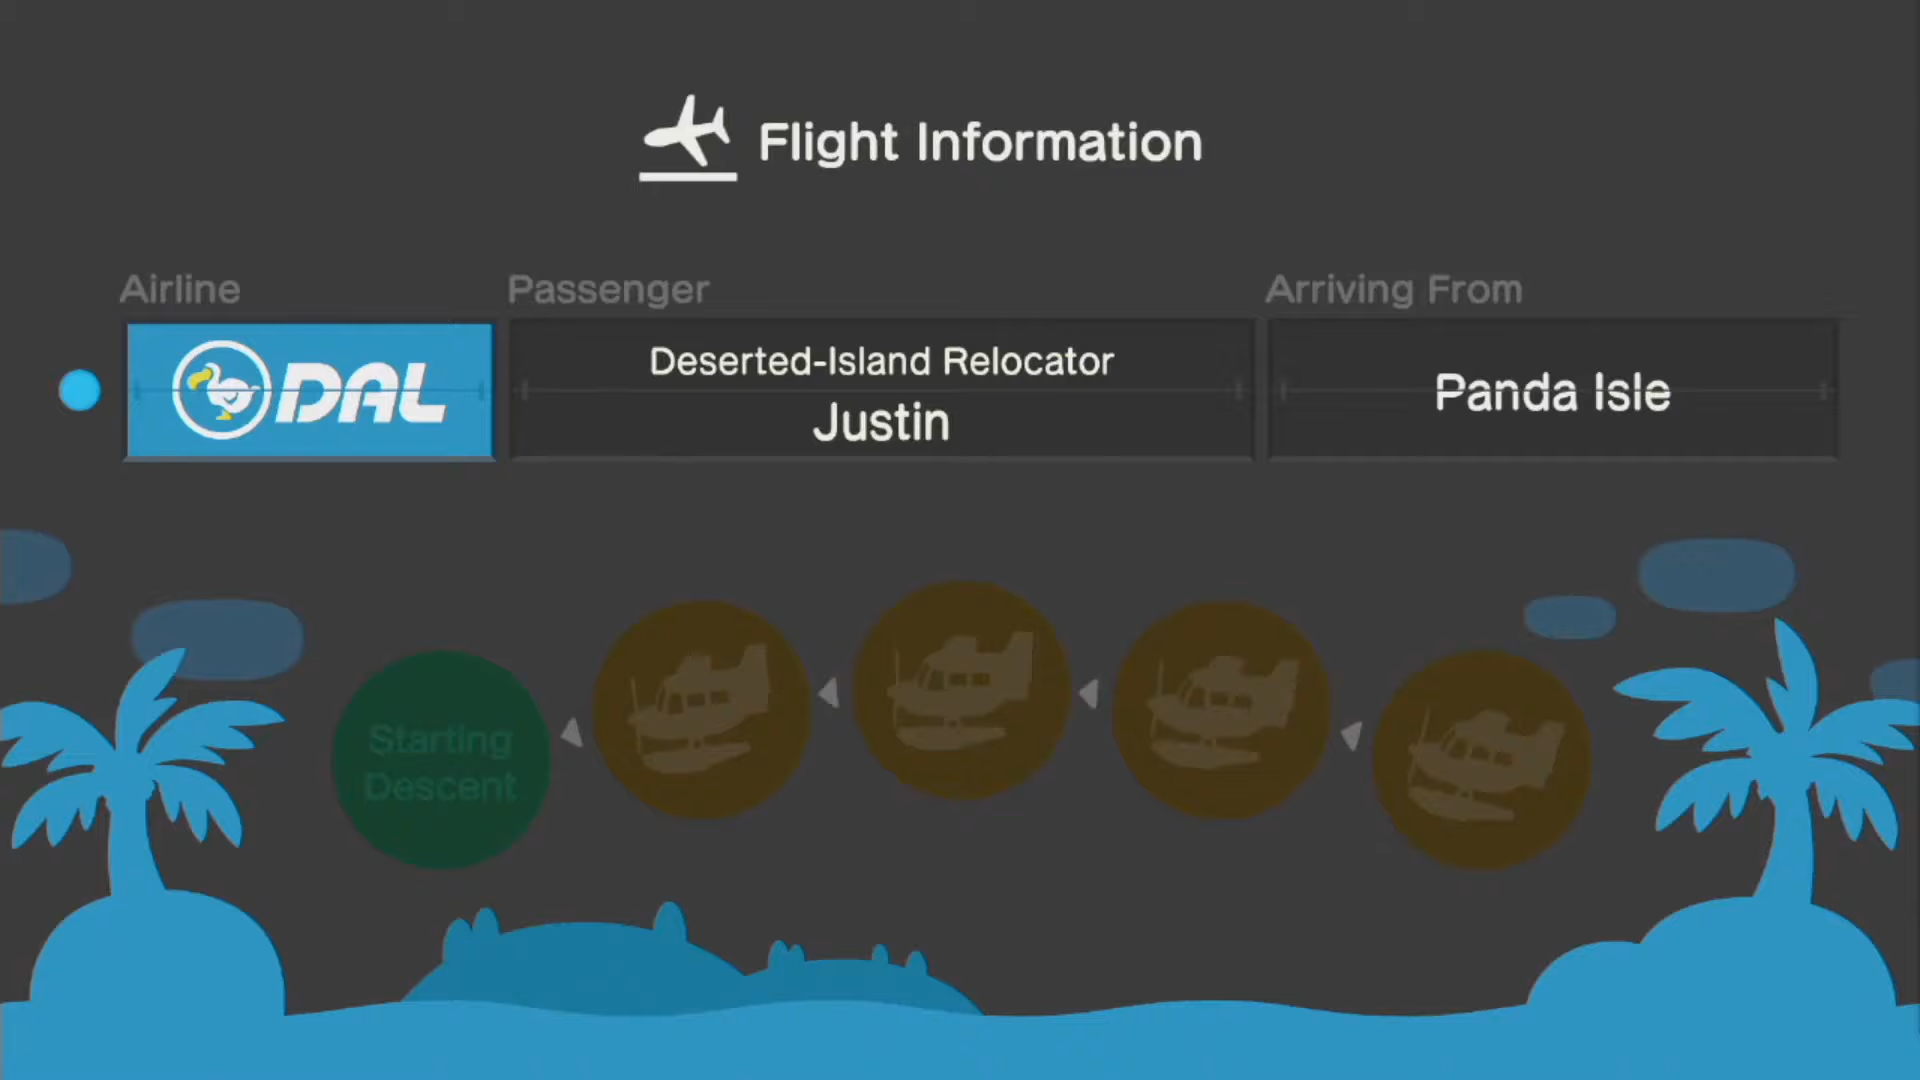 Flight Information
Airline
Passenger
Arriving From
DAL
Deserted-Island Relocator
Justin
Panda Isle
Starting
Descent